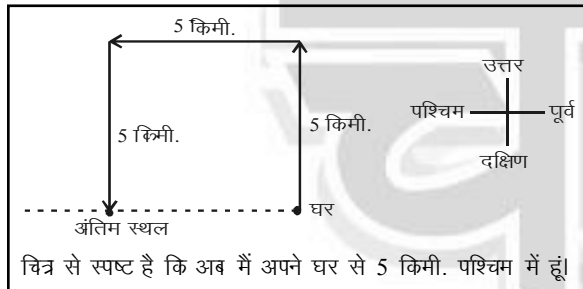 5 किमी.
उत्तर
पश्चिम
पूर्व
5 किमी.
5 किमी.
दक्षिण
घर
अंतिम स्थल
चित्र से स्पष्ट है कि अब मैं अपने घर से 5 किमी. पश्चिम में हूं।